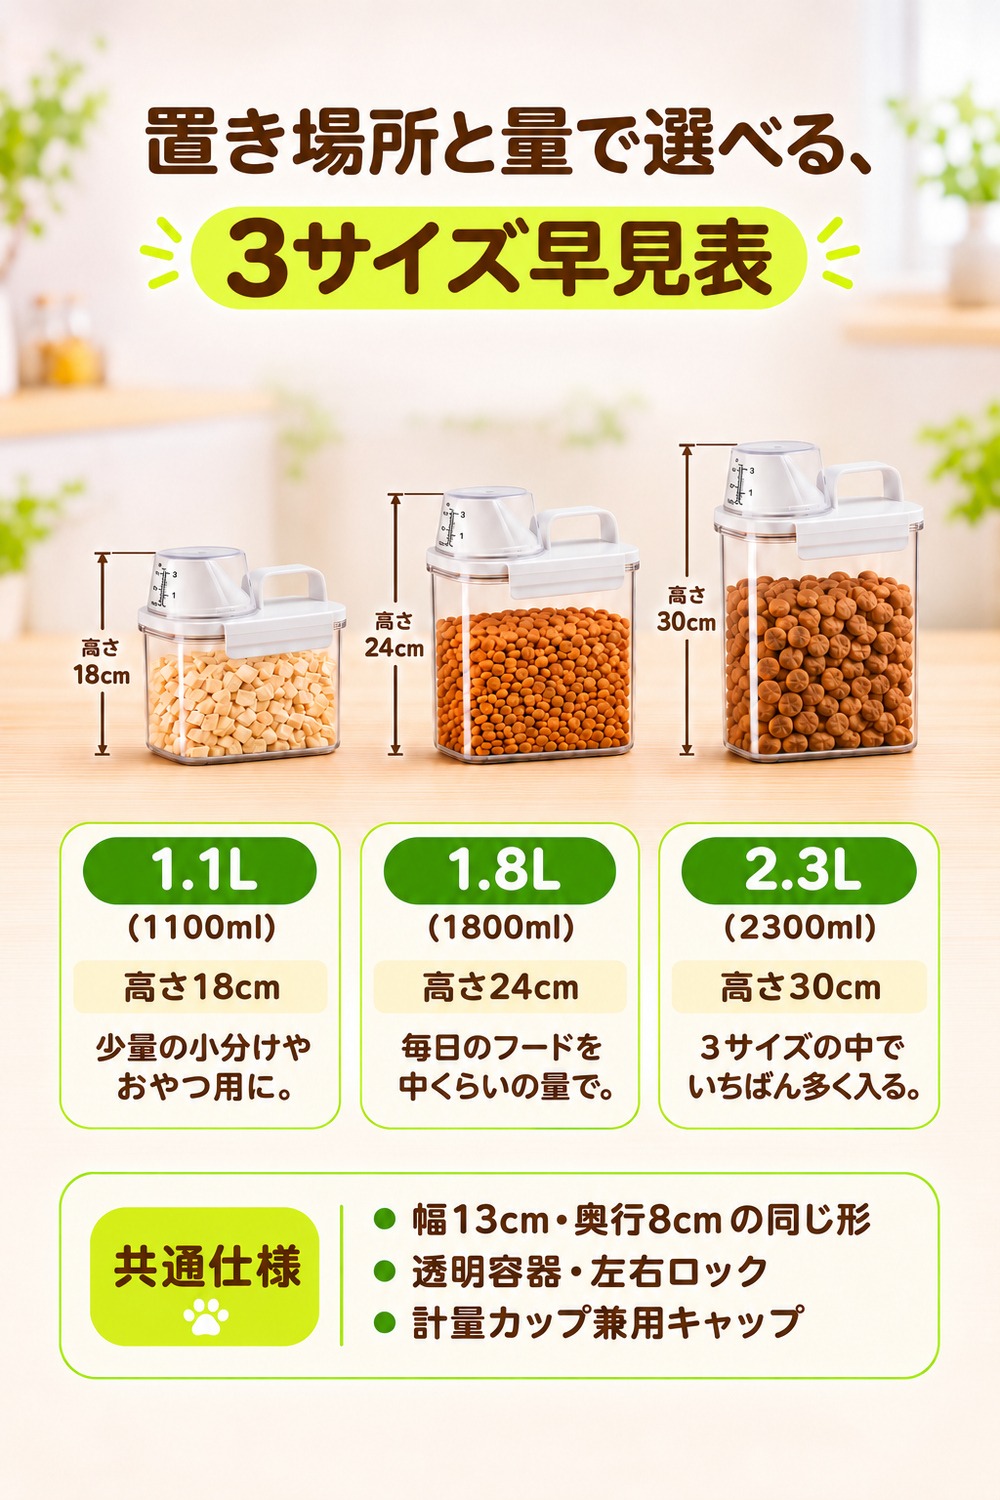 置き場所と量で選べる、
3サイズ早見表
高さ
18cm
高さ
24cm
高さ
30cm
3
1
3
1
3
1
1.1L
(1100ml)
高さ18cm
少量の小分けや
おやつ用に。
1.8L
(1800ml)
高さ24cm
毎日のフードを
中くらいの量で。
2.3L
(2300ml)
高さ30cm
3サイズの中で
いちばん多く入る。
共通仕様
幅13cm・奥行8cmの同じ形
透明容器・左右ロック
計量カップ兼用キャップ